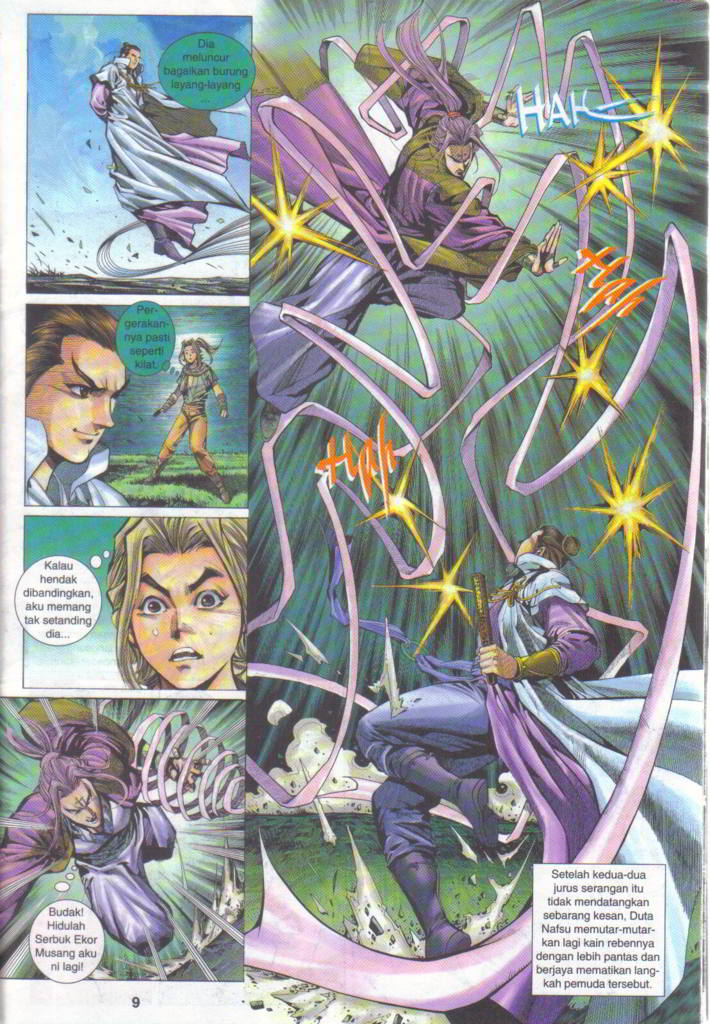 Dia
meluncur
bagaikan burung
layang-layang
...
Per-
gerakan-
nya pasti
seperti
kilat.
Kalau
hendak
dibandingkan,
aku memang
tak setanding
dia...
Budak!
Hidulah
Serbuk Ekor
Musang aku
ni lagi!
HAK
Hah
Hah
Setelah kedua-dua
jurus serangan itu
tidak mendatangkan
sebarang kesan, Duta
Nafsu memutar-mutar-
kan lagi kain rebennya
dengan lebih pantas dan
berjaya mematikan lang-
kah pemuda tersebut.
9